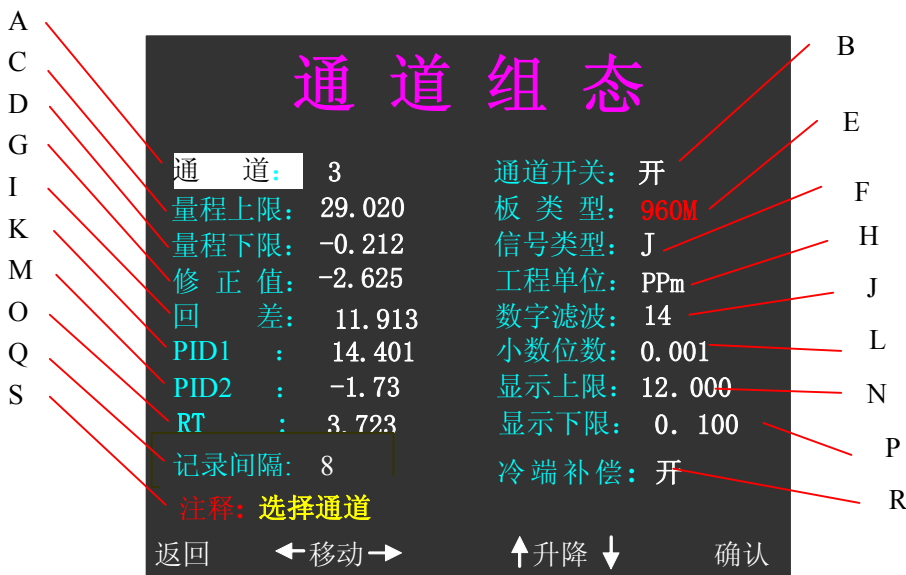 A
C
D
G
I
K
M
O
Q
S
通道组态
通 道： 3
通道开关： 开
量程上限： 29.020
板 类 型： 960M
量程下限： -0.212
信号类型： J
修 正 值： -2.625
工程单位： PPm
回 差： 11.913
数字滤波： 14
PID1 ： 14.401
小数位数： 0.001
PID2 ： -1.73
显示上限： 12.000
RT ： 3.723
显示下限： 0. 100
记录间隔: 8
冷端补偿： 开
注释： 选择通道
返回 ←移动→ ↑升降↓ 确认
B
E
F
H
J
L
N
P
R